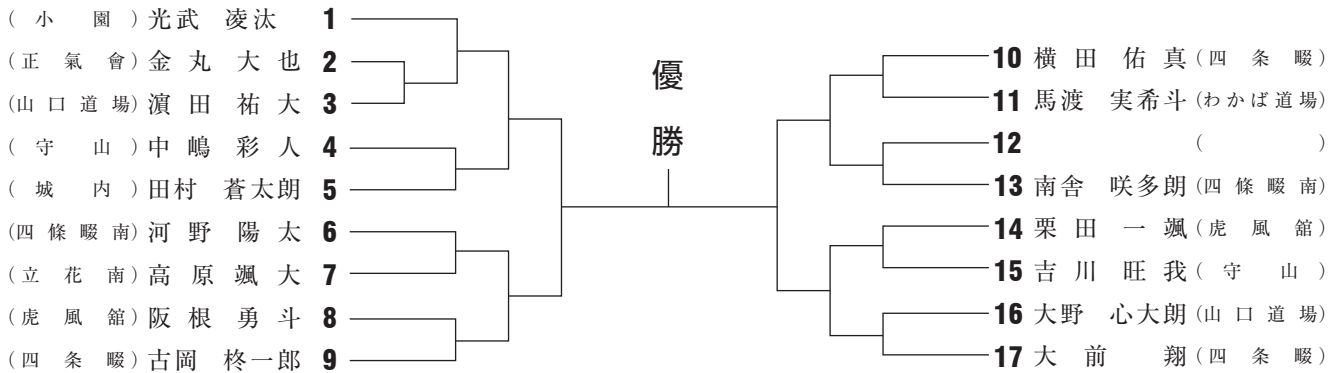 (小園) 光武 凌汰 1
(正氣會) 金丸大也 2
(山口道場) 濵田祐大 3
(守山) 中嶋彩人 4
(城内) 田村 蒼太朗 5
(四條畷南) 河野陽太 6
(立花南) 高原颯大 7
(虎風舘) 阪根勇斗 8
(四条畷) 古岡 柊一郎 9
優
勝
10 横田佑真 (四条畷)
11 馬渡 実希斗 (わかば道場)
12 ( )
13 南舎 咲多朗 (四條畷南)
14 栗田一颯 (虎風舘)
15 吉川旺我 (守山)
16 大野 心大朗 (山口道場)
17 大前 翔 (四条畷)